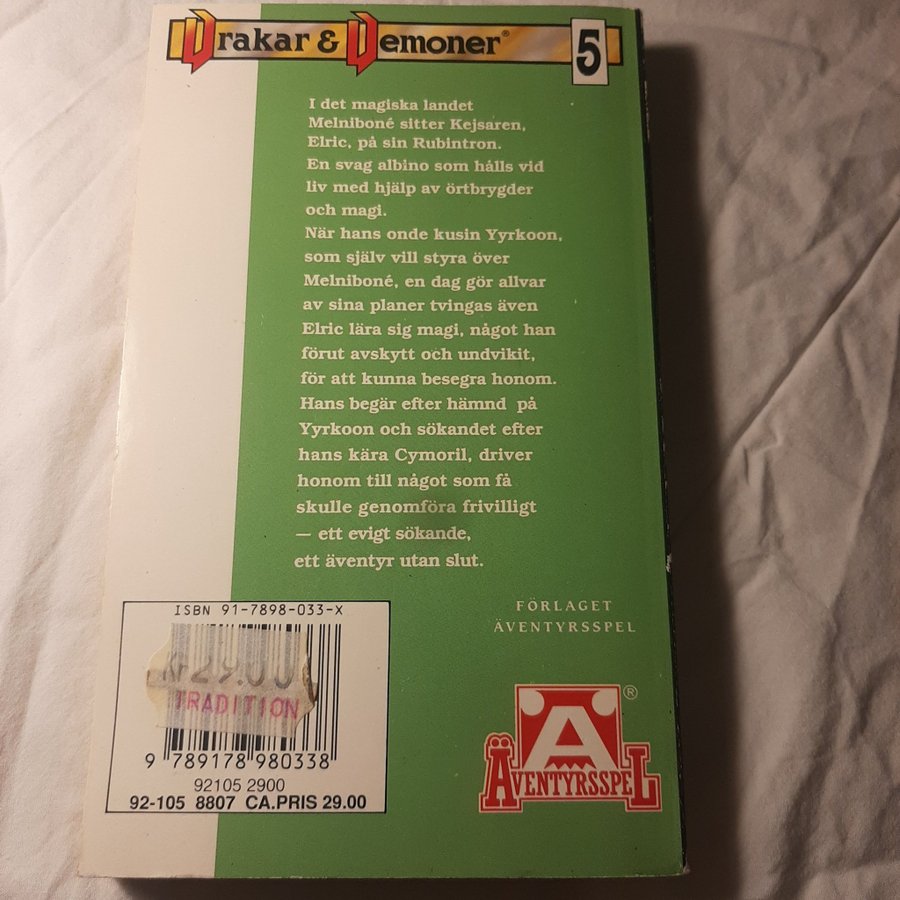 Drakar & Demoner®
5
I det magiska landet
Melniboné sitter Kejsaren,
Elric, på sin Rubintron.
En svag albino som hålls vid
liv med hjälp av örtbrygder
och magi.
När hans onde kusin Yyrkoon,
som själv vill styra över
Melniboné, en dag gör allvar
av sina planer tvingas även
Elric lära sig magi, något han
förut avskytt och undvikit,
för att kunna besegra honom.
Hans begär efter hämnd på
Yyrkoon och sökandet efter
hans kära Cymoril, driver
honom till något som få
skulle genomföra frivilligt
— ett evigt sökande,
ett äventyr utan slut.
ISBN 91-7898-033-X
Kr 29.00
TRADITION
9 789178 980338
92105 2900
92-105 8807 CA.PRIS 29.00
FÖRLAGET
ÄVENTYRSSPEL
Ä ®
ÄVENTYRSSPEL